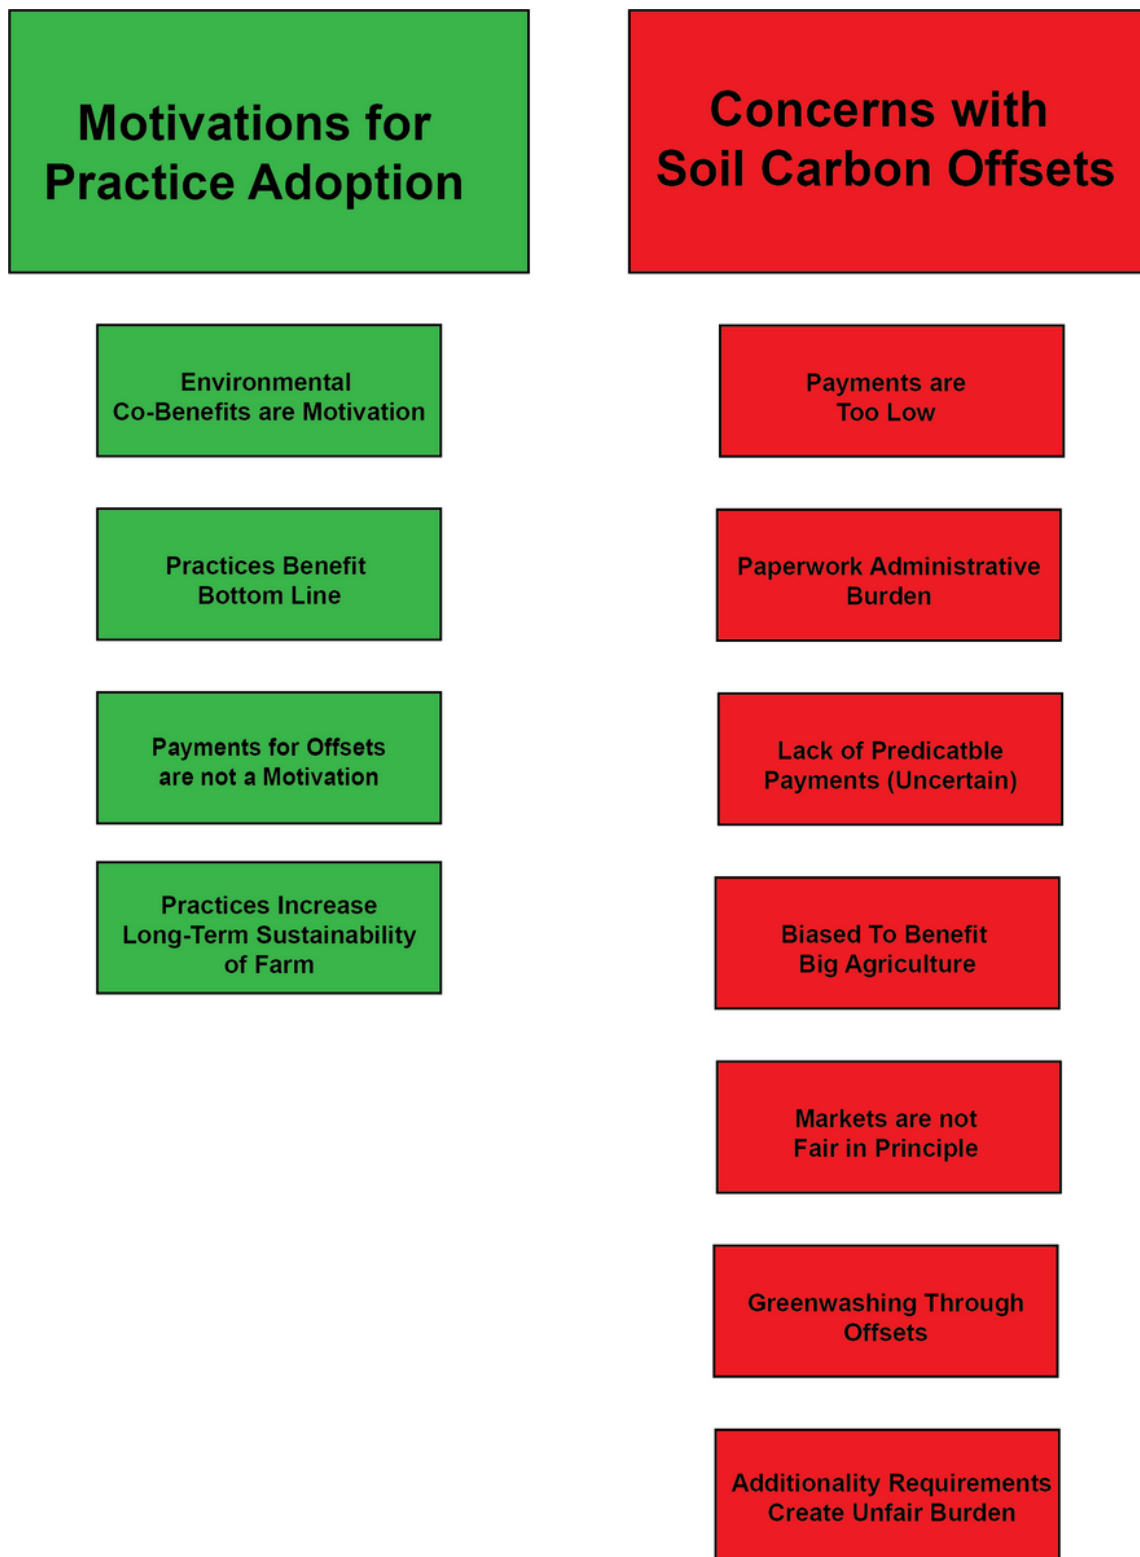 Motivations for
Practice Adoption
Environmental
Co-Benefits are Motivation
Practices Benefit
Bottom Line
Payments for Offsets
are not a Motivation
Practices Increase
Long-Term Sustainability
of Farm
Concerns with
Soil Carbon Offsets
Payments are
Too Low
Paperwork Administrative
Burden
Lack of Predicatble
Payments (Uncertain)
Biased To Benefit
Big Agriculture
Markets are not
Fair in Principle
Greenwashing Through
Offsets
Additionality Requirements
Create Unfair Burden